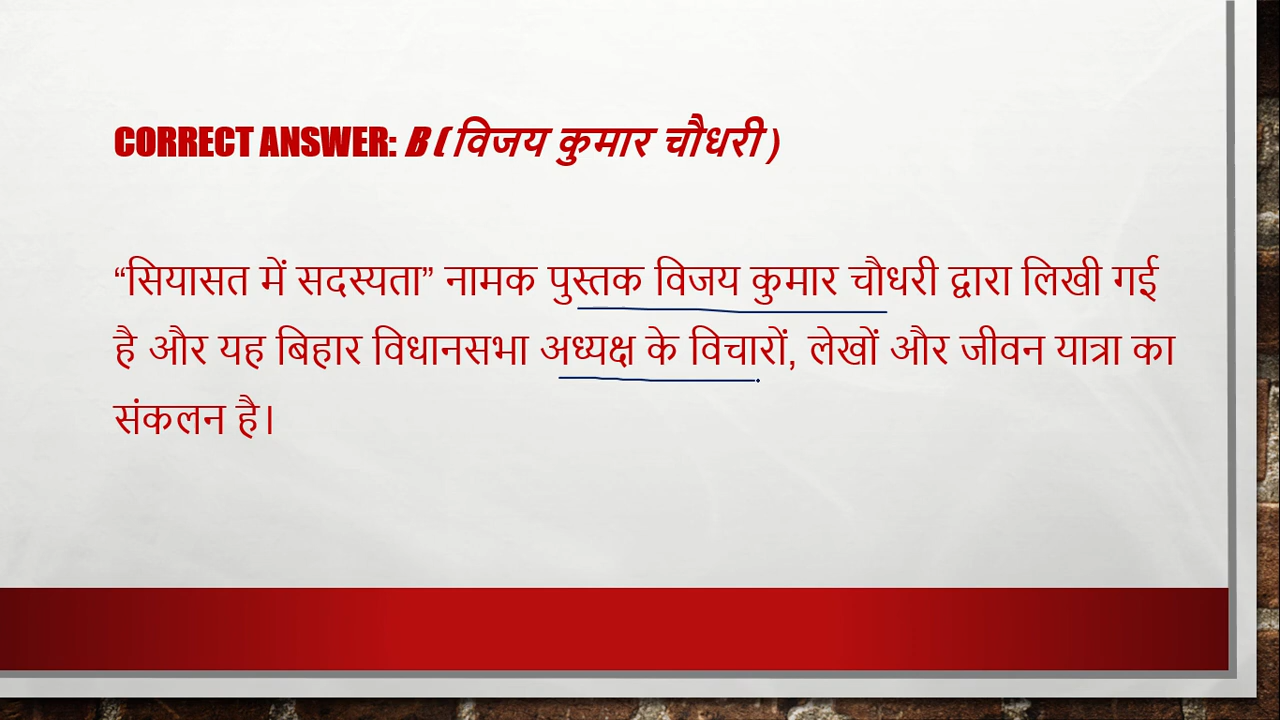 CORRECT ANSWER: B (विजय कुमार चौधरी)
“सियासत में सदस्यता” नामक पुस्तक विजय कुमार चौधरी द्वारा लिखी गई
है और यह बिहार विधानसभा अध्यक्ष के विचारों, लेखों और जीवन यात्रा का
संकलन है।